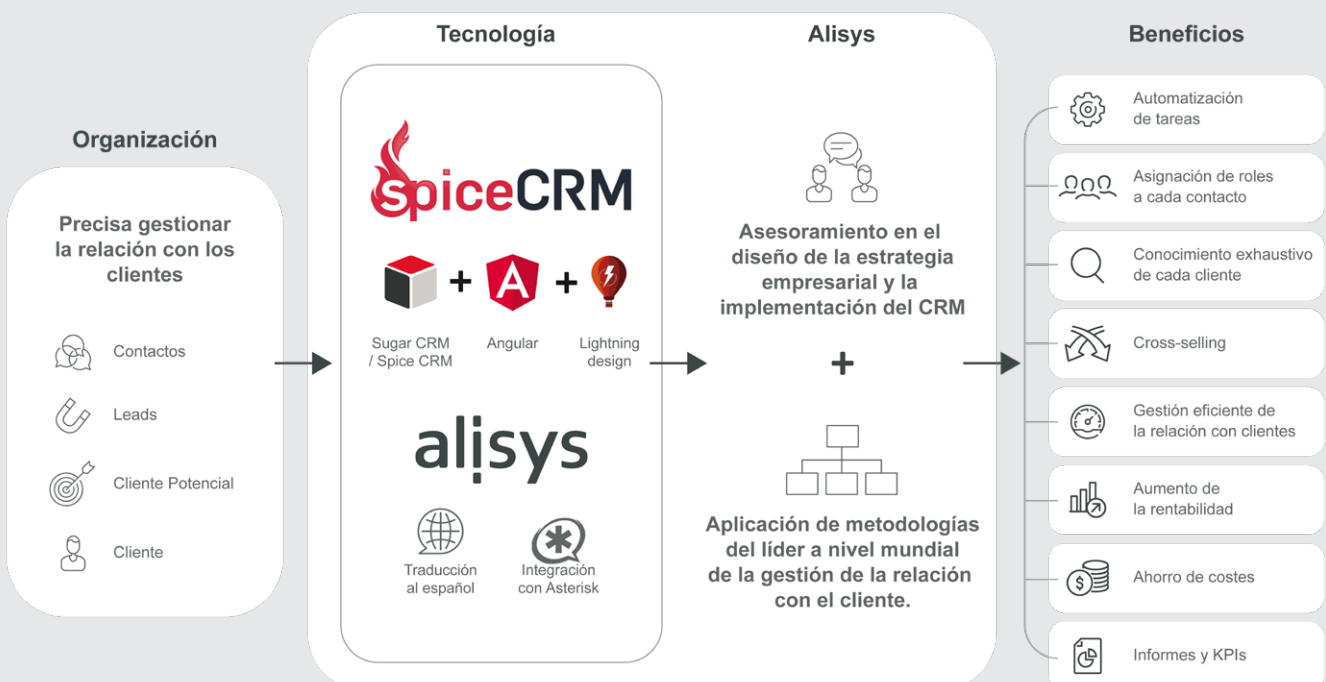 Organización
Precisa gestionar
la relación con los
clientes
Contactos
Leads
Cliente Potencial
Cliente
Tecnología
spiceCRM
+
+
Sugar CRM
/ Spice CRM
Angular
Lightning
design
alisys
Traducción
al español
Integración
con Asterisk
Alisys
Asesoramiento en el
diseño de la estrategia
empresarial y la
implementación del CRM
+
Aplicación de metodologías
del líder a nivel mundial
de la gestión de la relación
con el cliente.
Beneficios
Automatización
de tareas
Asignación de roles
a cada contacto
Conocimiento exhaustivo
de cada cliente
Cross-selling
Gestión eficiente de
la relación con clientes
Aumento de
la rentabilidad
Ahorro de costes
Informes y KPIs